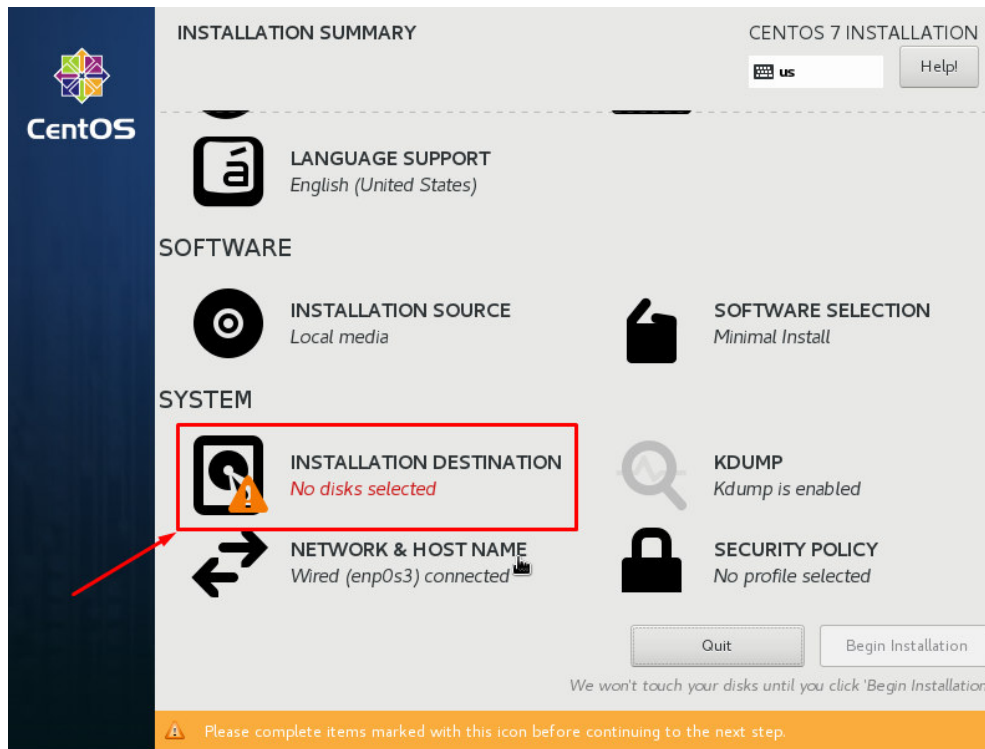 INSTALLATION SUMMARY
CENTOS 7 INSTALLATION
us
Help!
CentOS
á
LANGUAGE SUPPORT
English (United States)
SOFTWARE
INSTALLATION SOURCE
Local media
SOFTWARE SELECTION
Minimal Install
SYSTEM
INSTALLATION DESTINATION
No disks selected
KDUMP
Kdump is enabled
NETWORK & HOST NAME
Wired (enp0s3) connected
SECURITY POLICY
No profile selected
Quit
Begin Installation
We won't touch your disks until you click 'Begin Installation
Please complete items marked with this icon before continuing to the next step.